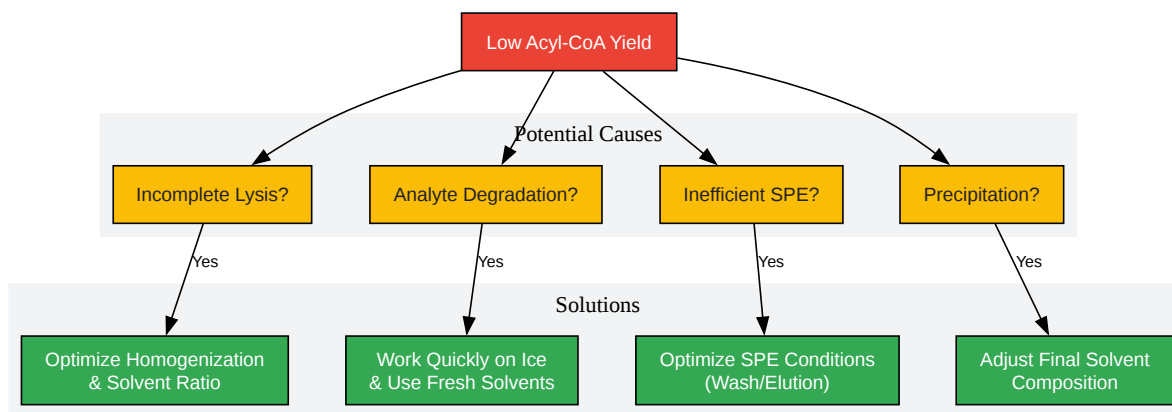 Low Acyl-CoA Yield
Potential Causes
Incomplete Lysis?
Analyte Degradation?
Inefficient SPE?
Precipitation?
Yes
Yes
Yes
Yes
Solutions
Optimize Homogenization
& Solvent Ratio
Work Quickly on Ice
& Use Fresh Solvents
Optimize SPE Conditions
(Wash/Elution)
Adjust Final Solvent
Composition